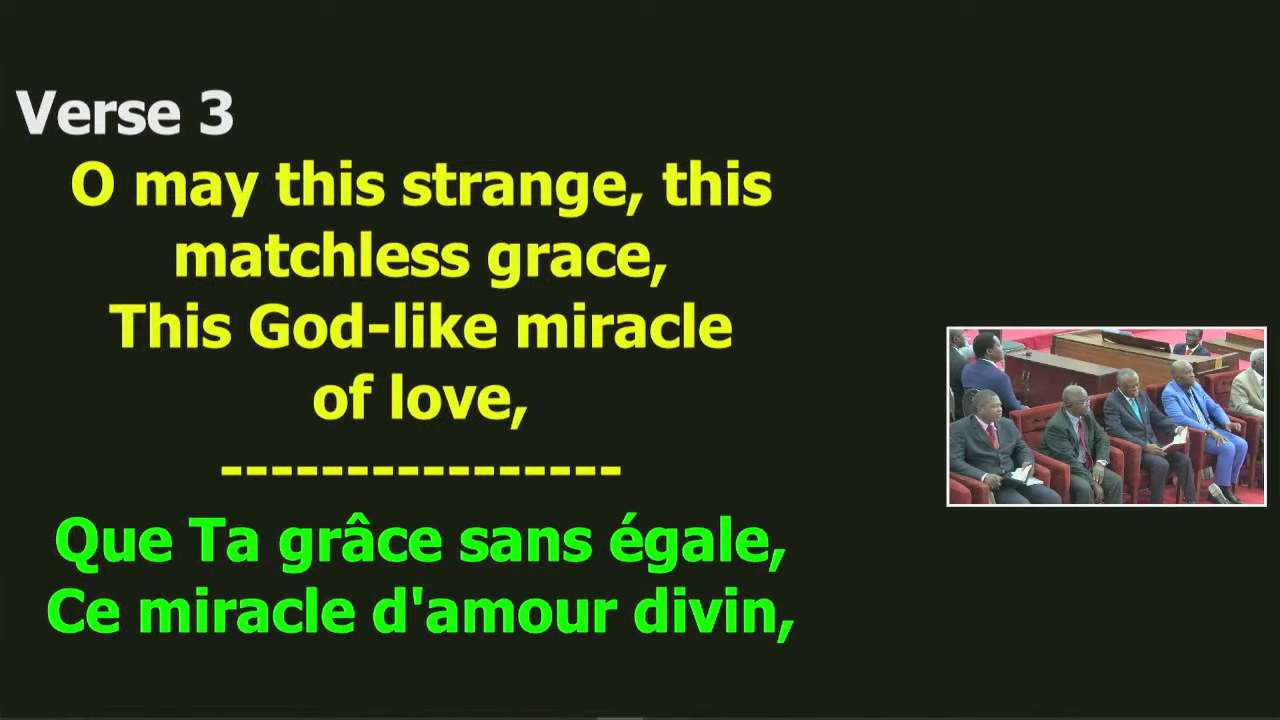 Verse 3
O may this strange, this
matchless grace,
This God-like miracle
of love,
----------------
Que Ta grâce sans égale,
Ce miracle d'amour divin,